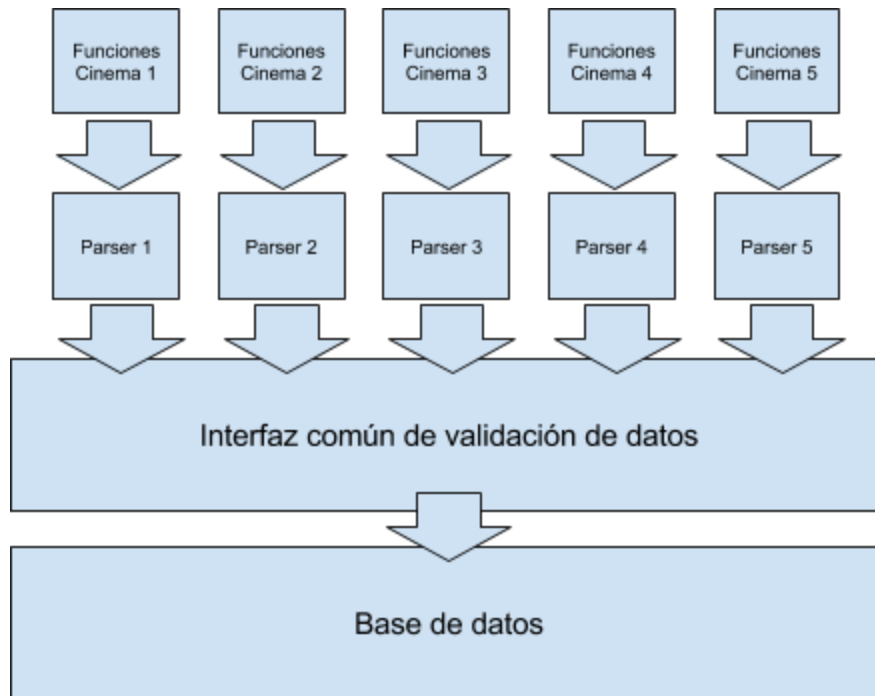 Funciones
Cinema 1
Funciones
Cinema 2
Funciones
Cinema 3
Funciones
Cinema 4
Funciones
Cinema 5
Parser 1
Parser 2
Parser 3
Parser 4
Parser 5
Interfaz común de validación de datos
Base de datos